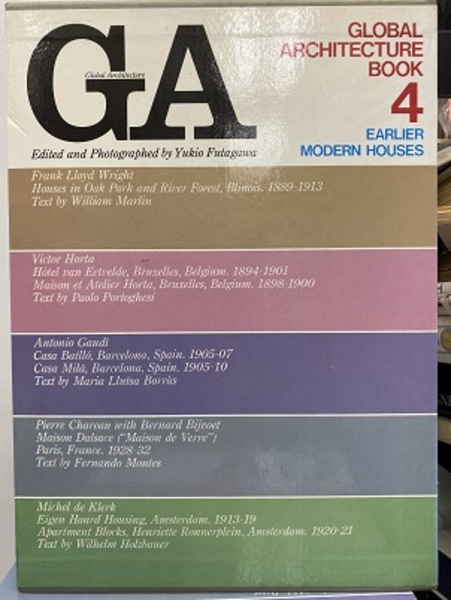 GA
Global Architecture
GLOBAL
ARCHITECTURE
BOOK
4
EARLIER
MODERN HOUSES
Edited and Photographed by Yukio Futagawa
Frank Lloyd Wright
Houses in Oak Park and River Forest, Illinois. 1889-1913
Text by William Marlin
Victor Horta
Hôtel van Eetvelde, Bruxelles, Belgium. 1894-1901
Maison et Atelier Horta, Bruxelles, Belgium. 1898-1900
Text by Paolo Portoghesi
Antonio Gaudí
Casa Batlló, Barcelona, Spain. 1905-07
Casa Milà, Barcelona, Spain. 1905-10
Text by Maria Lluïsa Borràs
Pierre Chareau with Bernard Bijvoet
Maison Dalsace ("Maison de Verre")
Paris, France. 1928-32
Text by Fernando Montes
Michel de Klerk
Eigen Haard Housing, Amsterdam. 1913-19
Apartment Blocks, Henriette Ronnerplein, Amsterdam. 1920-21
Text by Wilhelm Holzbauer